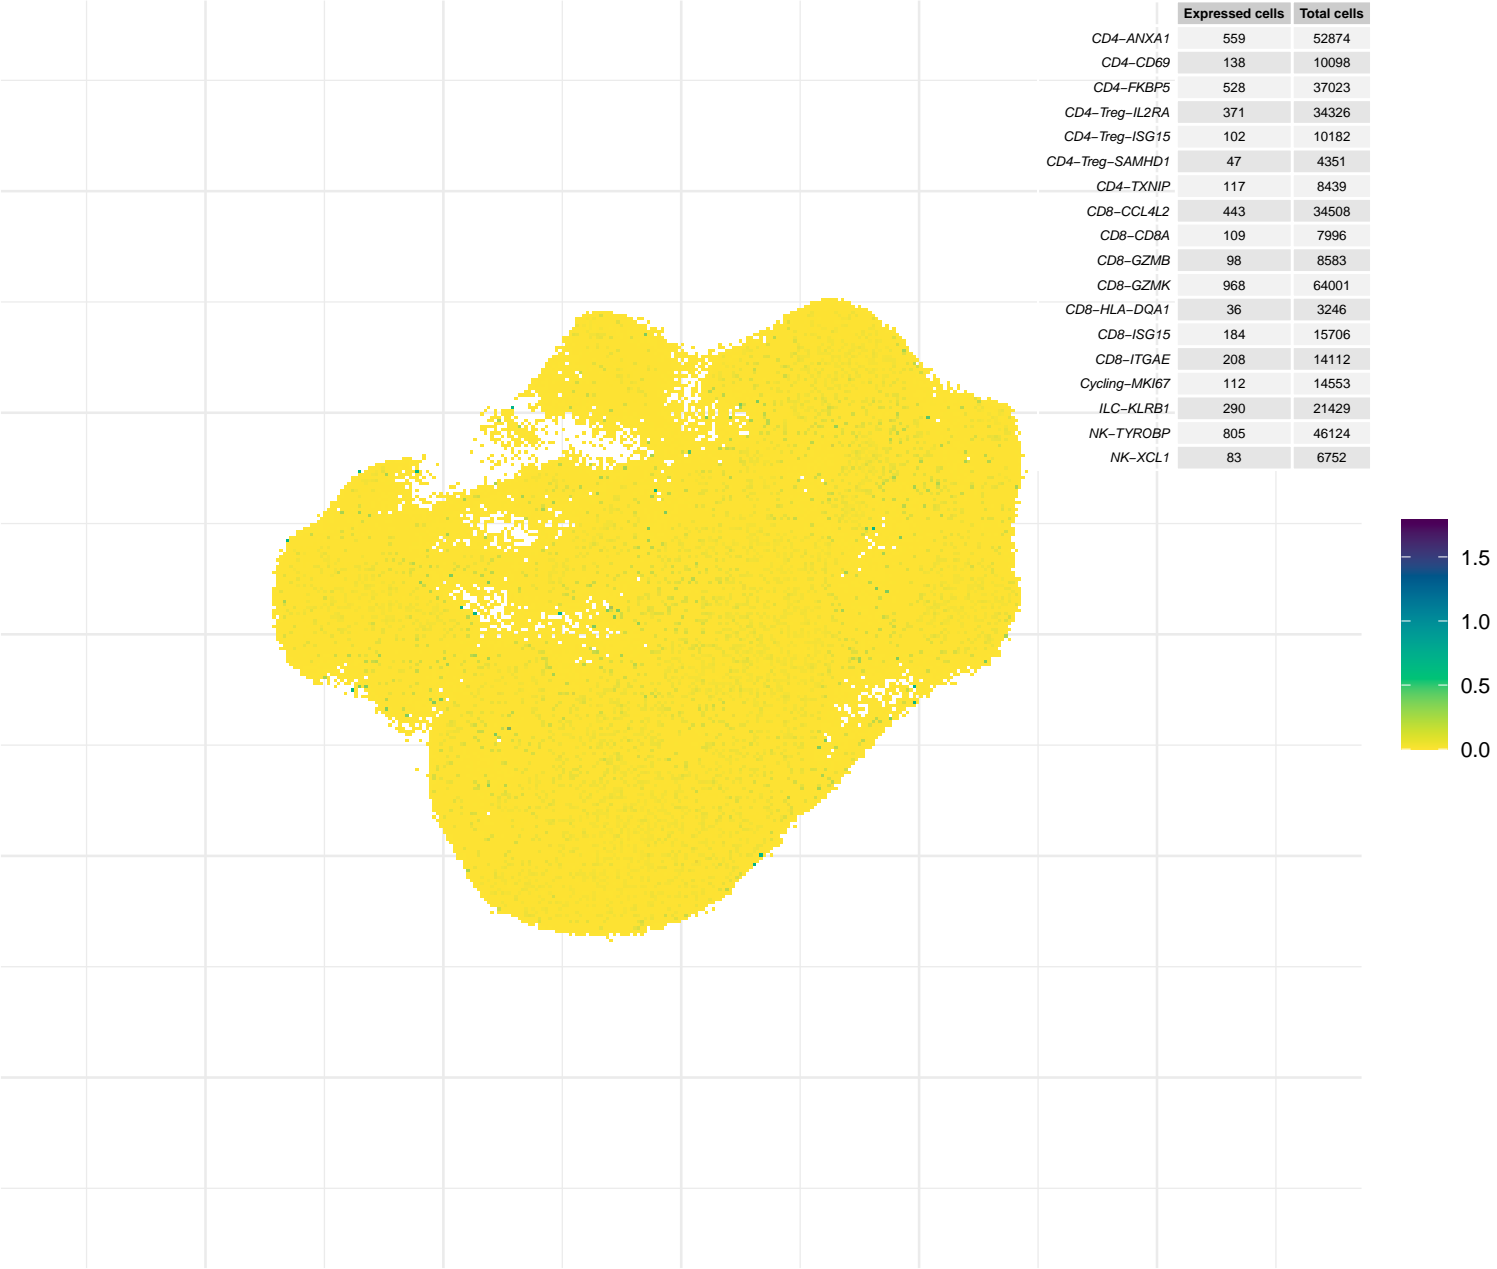 Expressed cells Total cells
CD4−ANXA1 559 52874
CD4−CD69 138 10098
CD4−FKBP5 528 37023
CD4−Treg−IL2RA 371 34326
CD4−Treg−ISG15 102 10182
CD4−Treg−SAMHD1 47 4351
CD4−TXNIP 117 8439
CD8−CCL4L2 443 34508
CD8−CD8A 109 7996
CD8−GZMB 98 8583
CD8−GZMK 968 64001
CD8−HLA−DQA1 36 3246
CD8−ISG15 184 15706
CD8−ITGAE 208 14112
Cycling−MKI67 112 14553
ILC−KLRB1 290 21429
NK−TYROBP 805 46124
NK−XCL1 83 6752
1.5
1.0
0.5
0.0